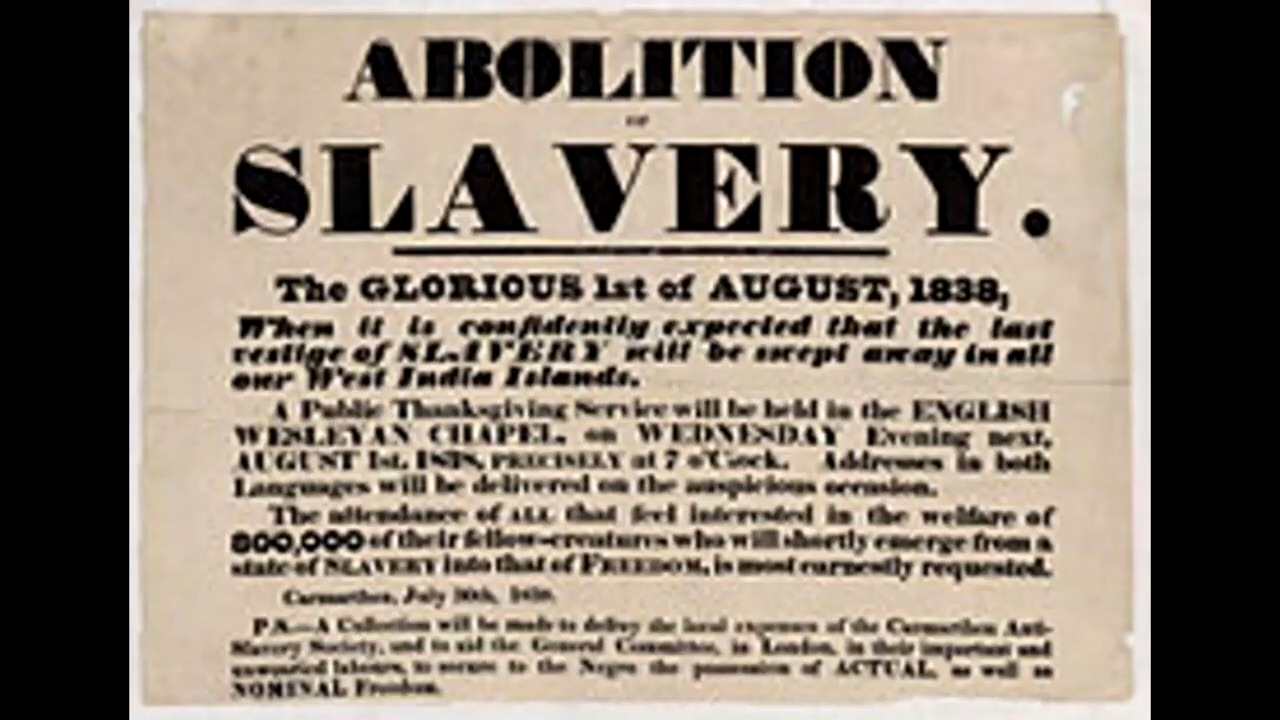 ABOLITION
OF
SLAVERY.
The GLORIOUS 1st of AUGUST, 1838,
When it is confidently expected that the last
vestige of SLAVERY will be swept away in all
our West India Islands.
A Public Thanksgiving Service will be held in the ENGLISH
WESLEYAN CHAPEL, on WEDNESDAY Evening next,
AUGUST 1st, 1838, PRECISELY at 7 o'Clock. Addresses in both
Languages will be delivered on the auspicious occasion.
The attendance of ALL that feel interested in the welfare of
800,000 of their fellow-creatures who will shortly emerge from a
state of SLAVERY into that of FREEDOM, is most earnestly requested.
Carmarthen, July
P.S.—A Collection will be made to defray the local expenses of the Carmarthen Anti-
Slavery Society, and to aid the General Committee, in London, in their important and
unwearied labours, to secure to the Negro the possession of ACTUAL, as well as
NOMINAL Freedom.